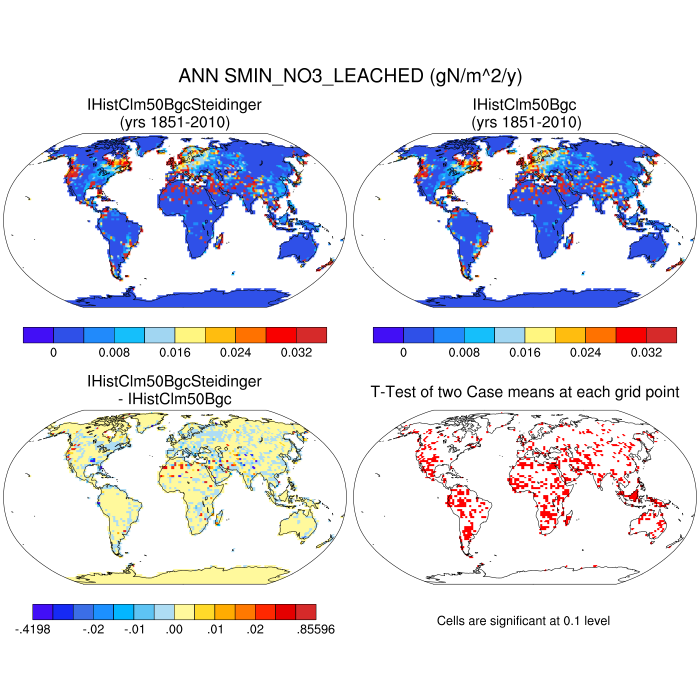 ANN SMIN_NO3_LEACHED (gN/m^2/y)
IHistClm50BgcSteidinger
(yrs 1851-2010)
IHistClm50Bgc
(yrs 1851-2010)
0 0.008 0.016 0.024 0.032
0 0.008 0.016 0.024 0.032
IHistClm50BgcSteidinger
- IHistClm50Bgc
T-Test of two Case means at each grid point
-.4198 -.02 -.01 .00 .01 .02 .85596
Cells are significant at 0.1 level